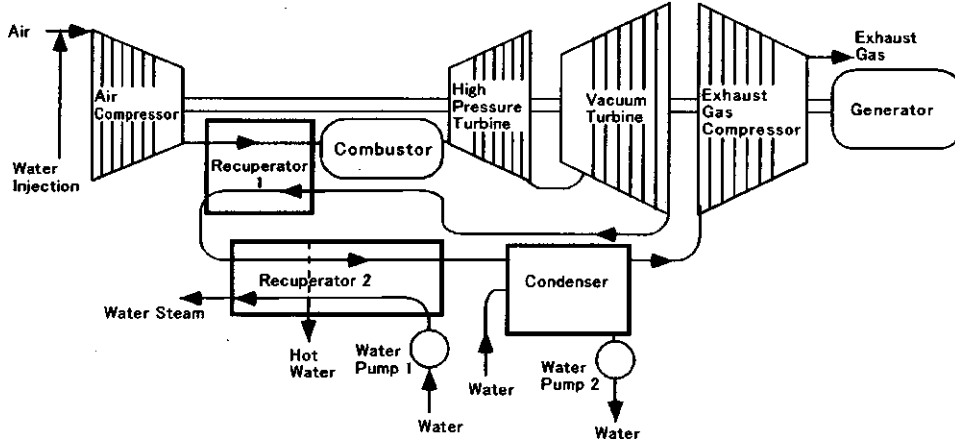 Air
Water
Injection
Air
Compressor
Recuperator
1
Combustor
High
Pressure
Turbine
Vacuum
Turbine
Exhaust
Gas
Compressor
Exhaust
Gas
Generator
Recuperator 2
Water Steam
Hot
Water
Water
Pump 1
Water
Condenser
Water
Water
Pump 2
Water